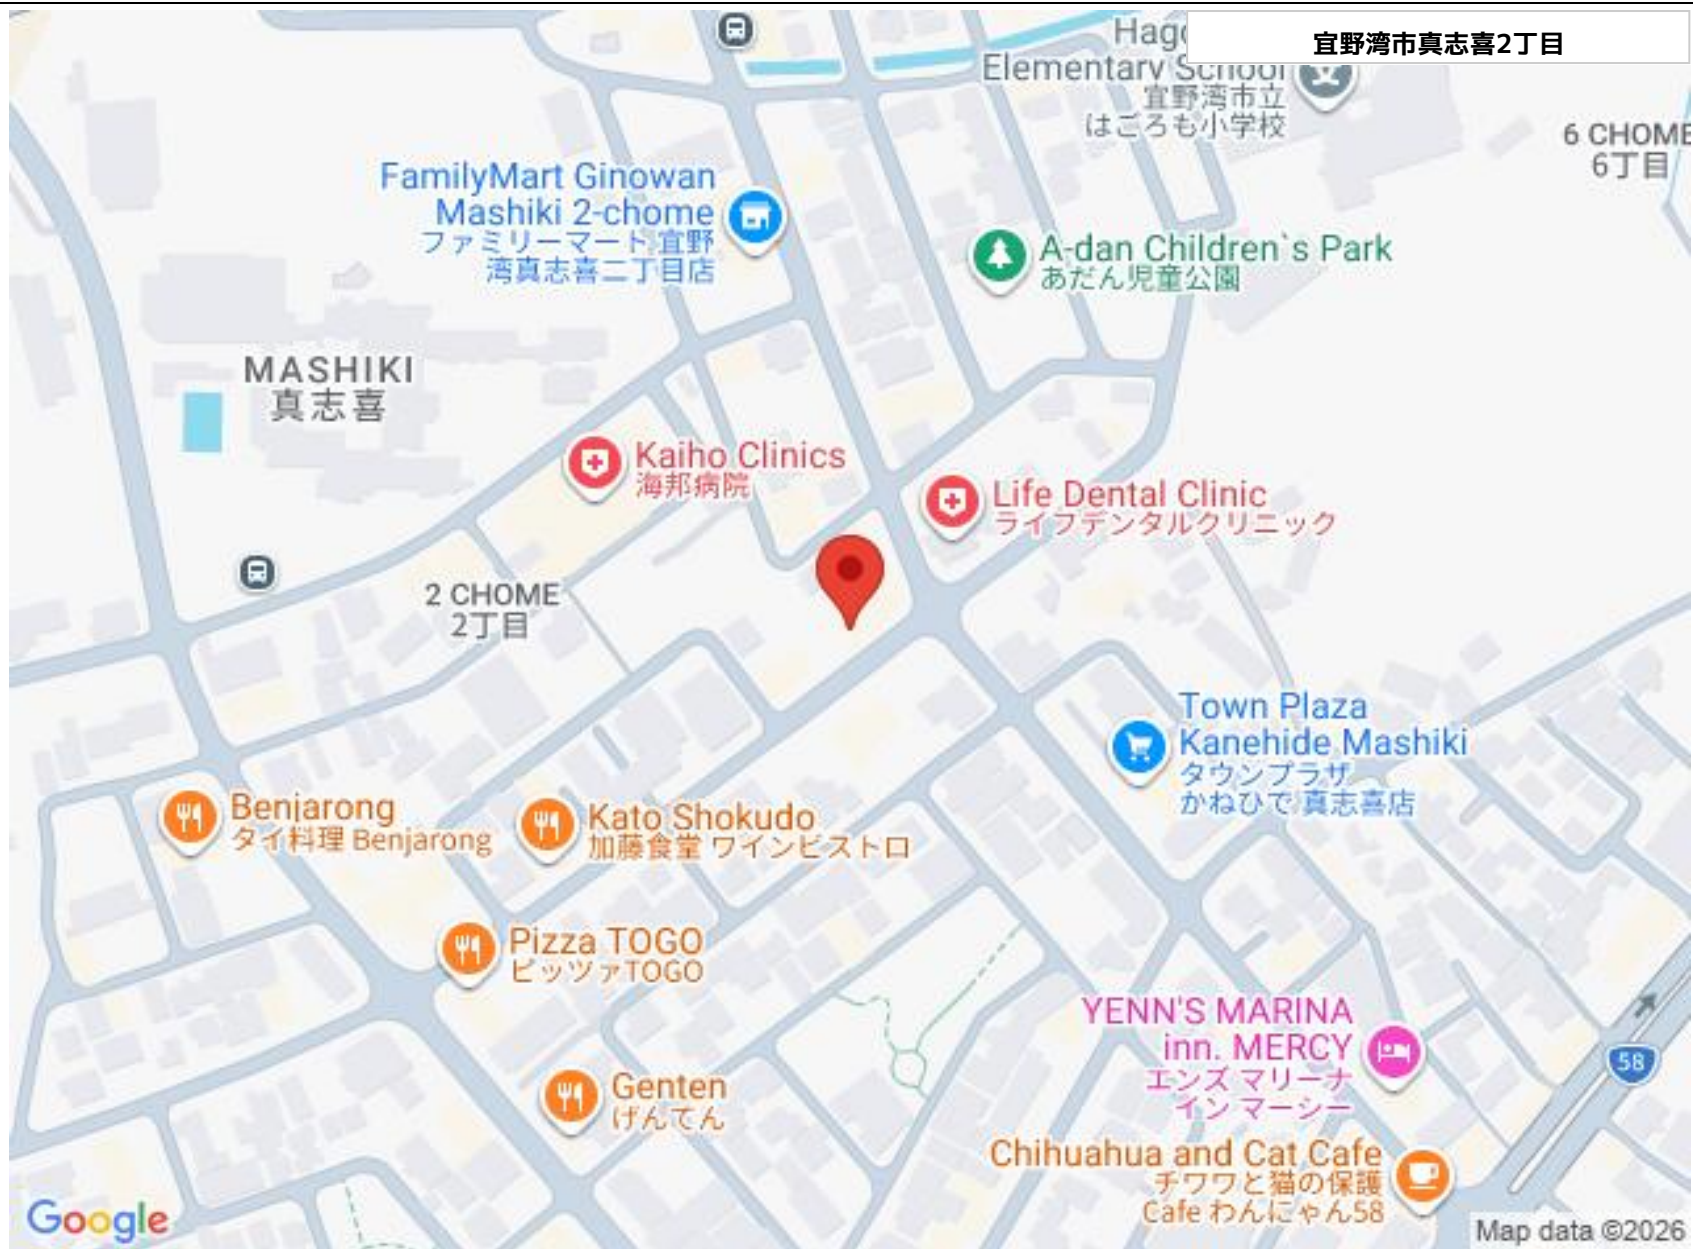 宜野湾市真志喜2丁目
Elementary School
宜野湾市立
はごろも小学校
6 CHOME
6丁目
FamilyMart Ginowan
Mashiki 2-chome
ファミリーマート 宜野
湾真志喜二丁目店
A-dan Children`s Park
あだん児童公園
MASHIKI
真志喜
Kaiho Clinics
海邦病院
Life Dental Clinic
ライフデンタルクリニック
2 CHOME
2丁目
Town Plaza
Kanehide Mashiki
タウンプラザ
かねひで 真志喜店
Benjarong
タイ料理 Benjarong
Kato Shokudo
加藤食堂 ワインビストロ
Pizza TOGO
ピッツァTOGO
YENN'S MARINA
inn. MERCY
エンズ マリーナ
イン マーシー
58
Genten
げんてん
Chihuahua and Cat Cafe
チワワと猫の保護
Cafe わんにゃん58
Google
Map data ©2026